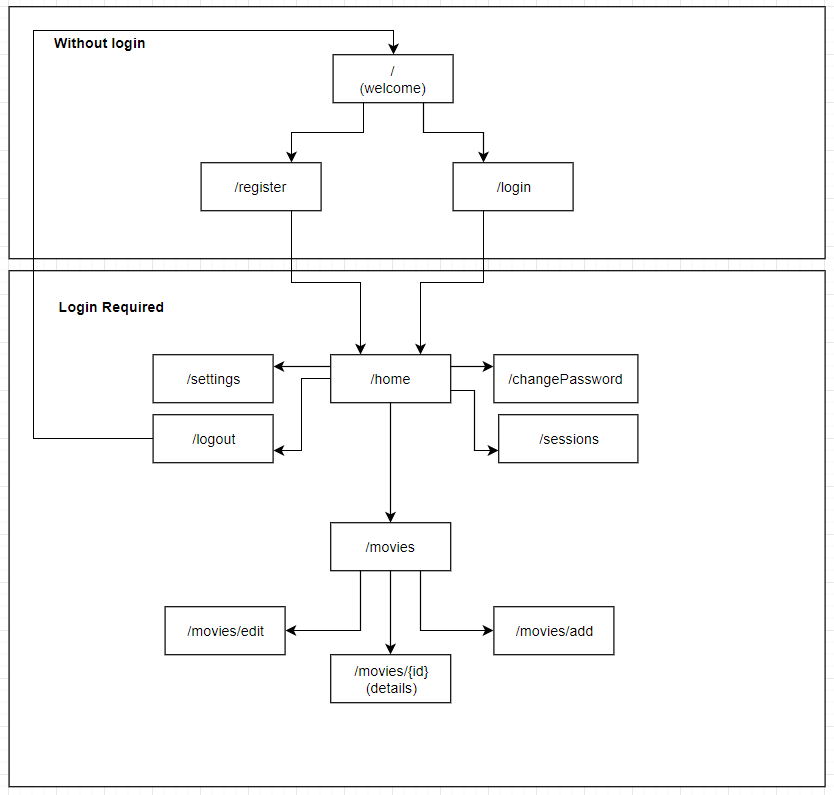 Without login
/
(welcome)
/register
/login
Login Required
/settings
/home
/changePassword
/logout
/sessions
/movies
/movies/edit
/movies/add
/movies/{id}
(details)